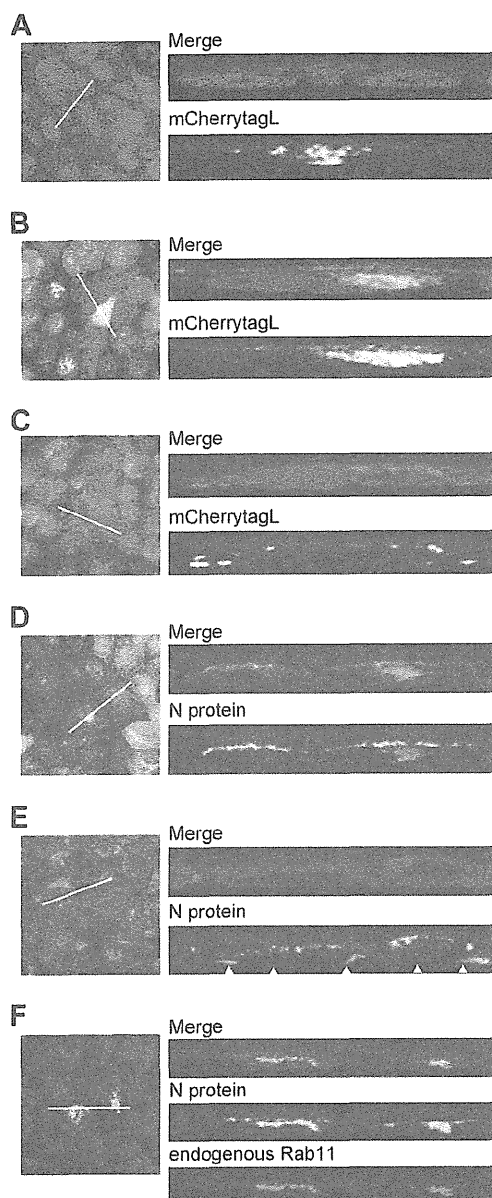 A
Merge
mCherrytagL
B
Merge
mCherrytagL
C
Merge
mCherrytagL
D
Merge
N protein
E
Merge
N protein
F
Merge
N protein
endogenous Rab11